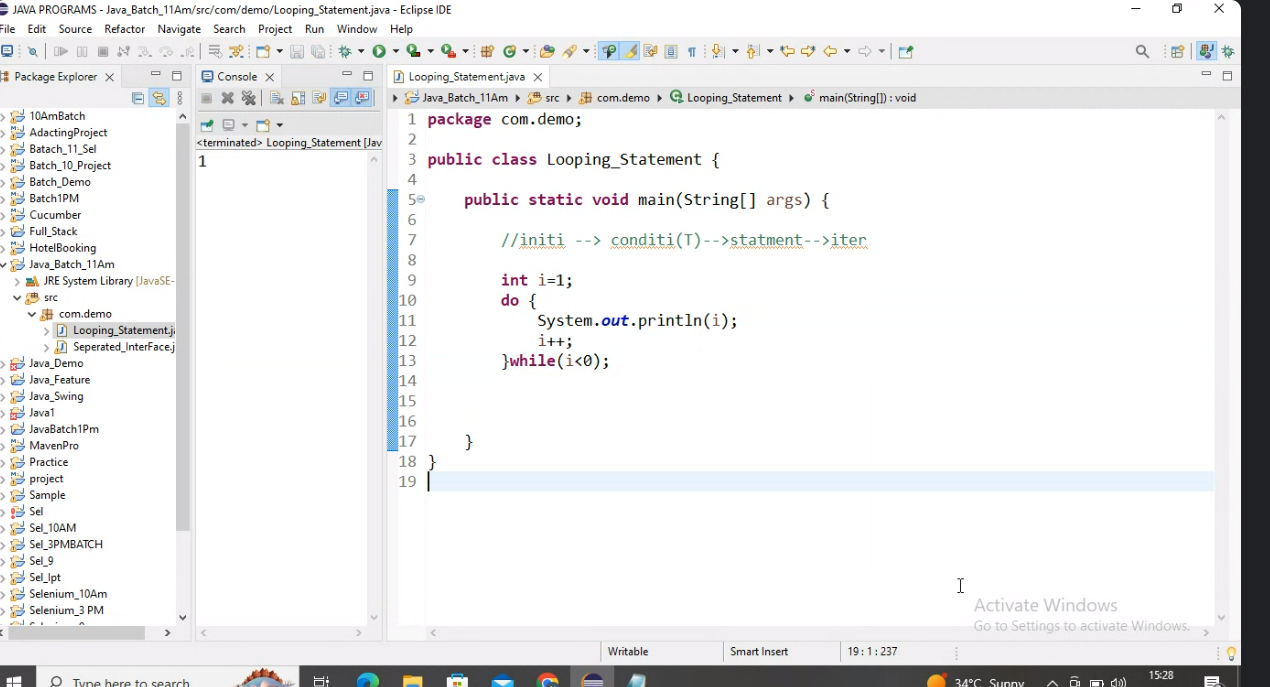 JAVA PROGRAMS - Java_Batch_11Am/src/com/demo/Looping_Statement.java - Eclipse IDE
File Edit Source Refactor Navigate Search Project Run Window Help
Package Explorer
10AmBatch
AdactingProject
Batach_11_Sel
Batch_10_Project
Batch_Demo
Batch1PM
Cucumber
Full_Stack
HotelBooking
Java_Batch_11Am
JRE System Library [JavaSE-
src
com.demo
Looping_Statement.ja
Seperated_InterFace.j
Java_Demo
Java_Feature
Java_Swing
Java1
JavaBatch1Pm
MavenPro
Practice
project
Sample
Sel
Sel_10AM
Sel_3PMBATCH
Sel_9
Sel_Ipt
Selenium_10Am
Selenium_3 PM
Console
<terminated> Looping_Statement [Jav
1
Looping_Statement.java
Java_Batch_11Am src com.demo Looping_Statement main(String[]) : void
1 package com.demo;
2
3 public class Looping_Statement {
4
5 public static void main(String[] args) {
6
7 //initi --> conditi(T)-->statment-->iter
8
9 int i=1;
10 do {
11 System.out.println(i);
12 i++;
13 }while(i<0);
14
15
16
17 }
18 }
19
Activate Windows
Go to Settings to activate Windows.
Writable Smart Insert 19 : 1 : 237
Type here to search
34°C Sunny
15:28